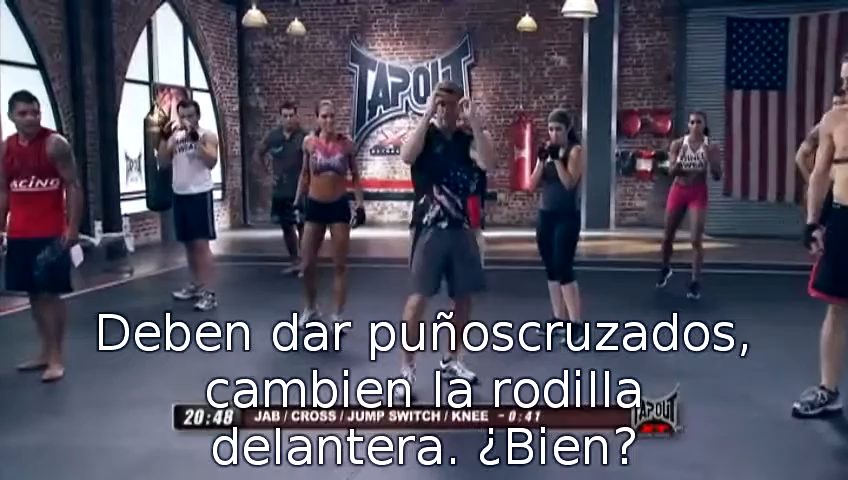 TAPOUT
TAPOUT
RACING
Deben dar puñoscruzados,
cambien la rodilla
delantera. ¿Bien?
20:48 JAB / CROSS / JUMP SWITCH / KNEE - 0:41
TAPOUT
XT